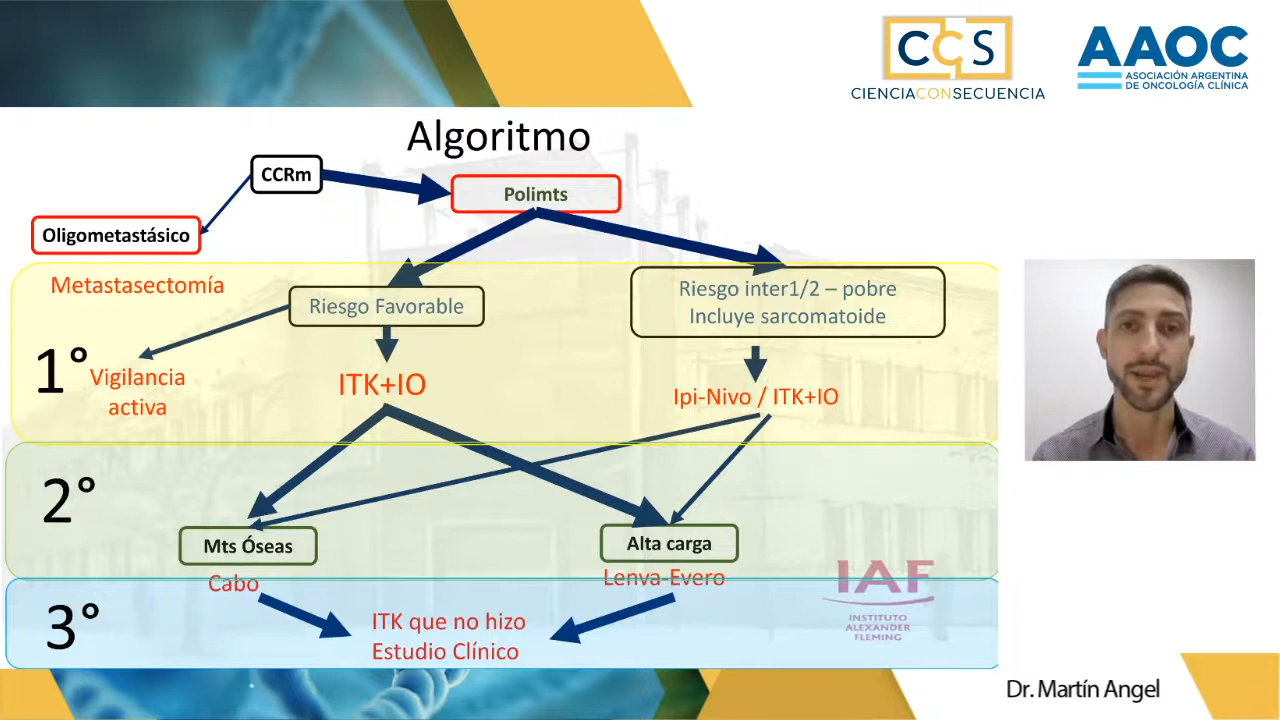 CCS
CIENCIACONSECUENCIA
AAOC
ASOCIACIÓN ARGENTINA
DE ONCOLOGÍA CLÍNICA
Algoritmo
CCRm
Polimts
Oligometastásico
Metastasectomía
Riesgo Favorable
Riesgo inter1/2 – pobre
Incluye sarcomatoide
1°
Vigilancia
activa
ITK+IO
Ipi-Nivo / ITK+IO
2°
Mts Óseas
Alta carga
Cabo
Lenva-Evero
3°
ITK que no hizo
Estudio Clínico
IAF
INSTITUTO
ALEXANDER
FLEMING
Dr. Martín Angel